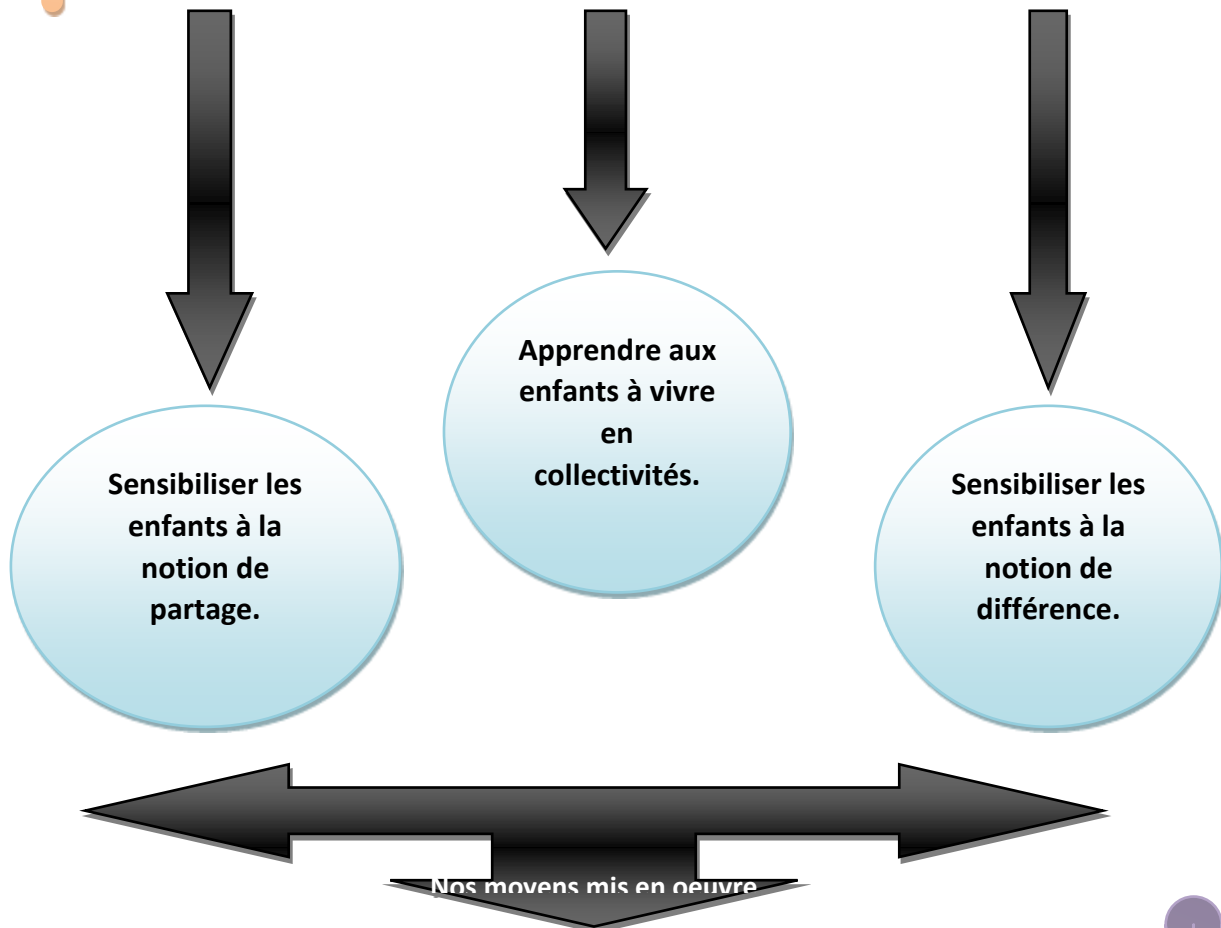 Apprendre aux
enfants à vivre
en
collectivités.
Sensibiliser les
enfants à la
notion de
partage.
Sensibiliser les
enfants à la
notion de
différence.
Nos moyens mis en oeuvre